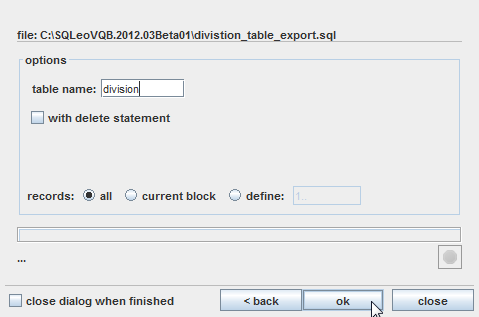 file: C:\SQLeoVQB.2012.03Beta01\divistion_table_export.sql
options
table name: division
with delete statement
records: all current block define: 1...
...
close dialog when finished < back ok close